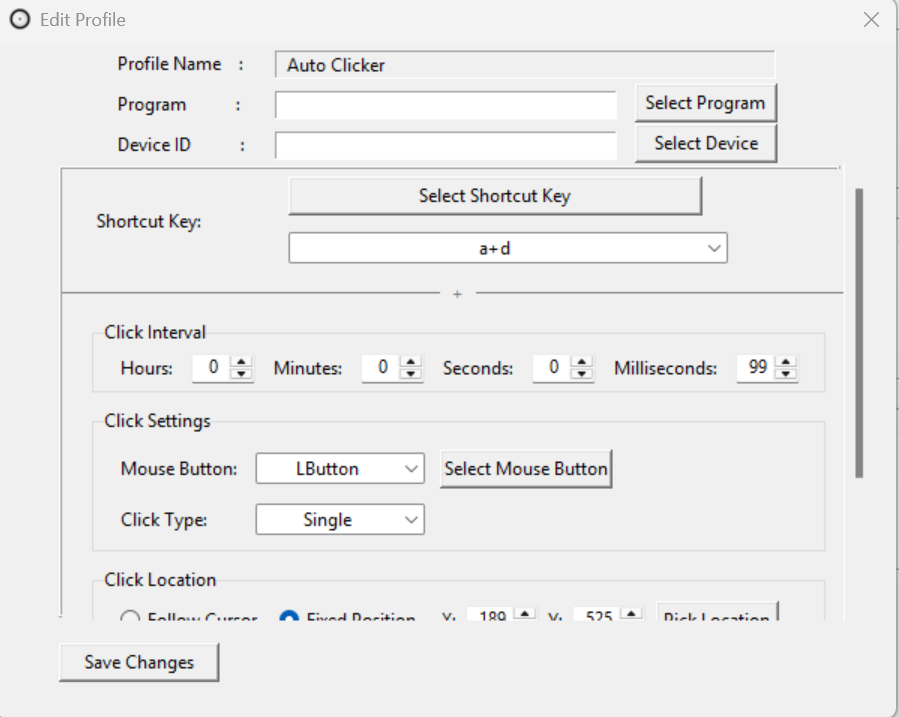 Edit Profile
Profile Name : Auto Clicker
Program : Select Program
Device ID : Select Device
Select Shortcut Key
Shortcut Key:
a+d
+
Click Interval
Hours: 0 Minutes: 0 Seconds: 0 Milliseconds: 99
Click Settings
Mouse Button: LButton Select Mouse Button
Click Type: Single
Click Location
Follow Cursor Fixed Position X: 189 Y: 525 Pick Location
Save Changes